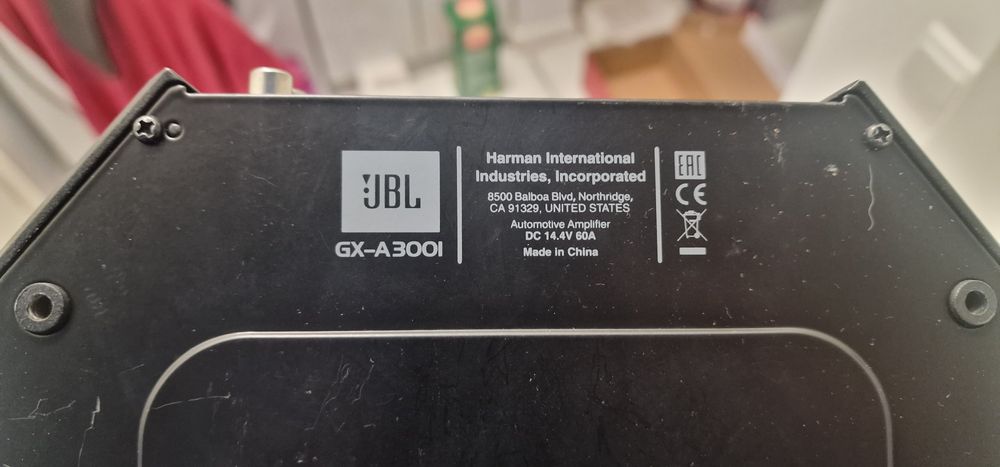 JBL
GX-A3001
Harman International
Industries, Incorporated
8500 Balboa Blvd, Northridge,
CA 91329, UNITED STATES
Automotive Amplifier
DC 14.4V 60A
Made in China
EAC
CE